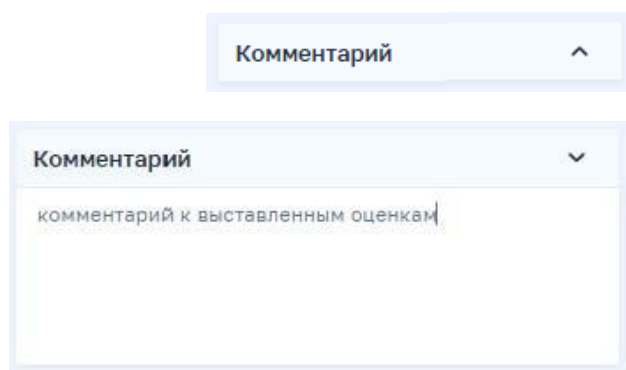 Комментарий
Комментарий
комментарий к выставленным оценкам